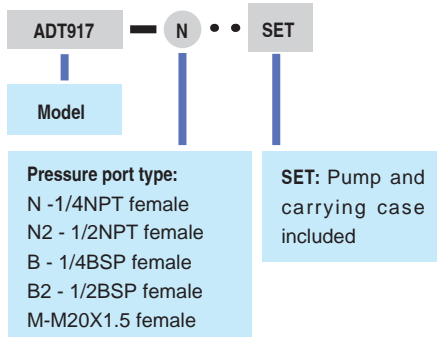 ADT917 — N • • SET
Model
Pressure port type:
N -1/4NPT female
N2 - 1/2NPT female
B - 1/4BSP female
B2 - 1/2BSP female
M-M20X1.5 female
SET: Pump and
carrying case
included